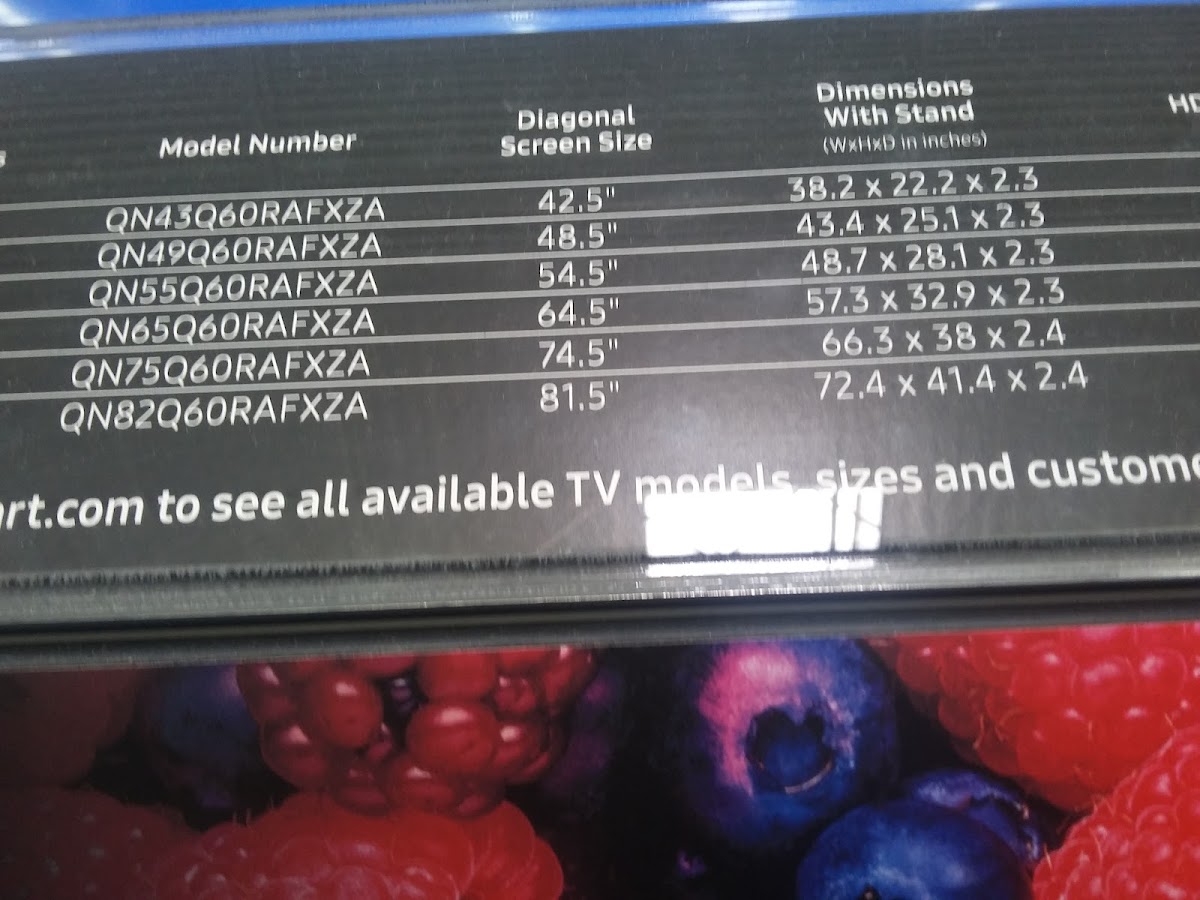 s Model Number Diagonal Screen Size Dimensions With Stand (WxHxD in inches) HD
QN43Q60RAFXZA 42.5" 38.2 x 22.2 x 2.3
QN49Q60RAFXZA 48.5" 43.4 x 25.1 x 2.3
QN55Q60RAFXZA 54.5" 48.7 x 28.1 x 2.3
QN65Q60RAFXZA 64.5" 57.3 x 32.9 x 2.3
QN75Q60RAFXZA 74.5" 66.3 x 38 x 2.4
QN82Q60RAFXZA 81.5" 72.4 x 41.4 x 2.4
art.com to see all available TV models, sizes and custome